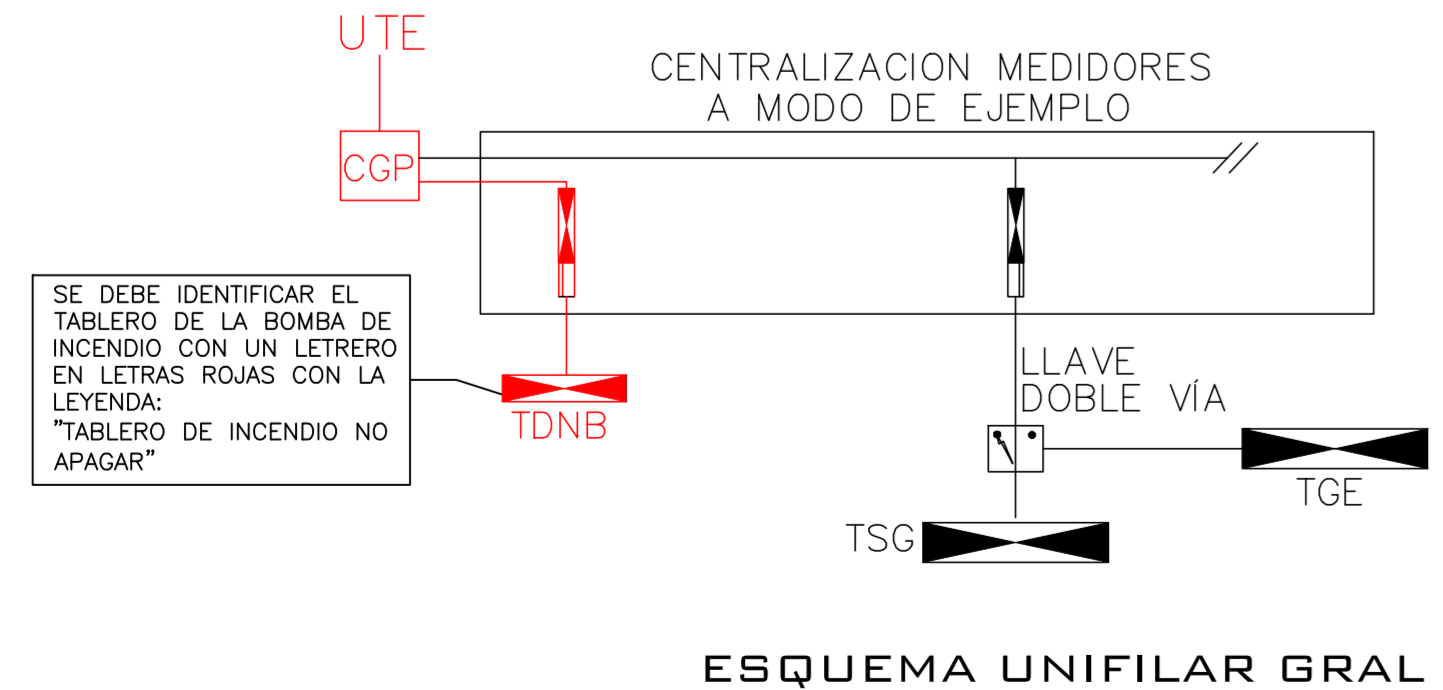 UTE
CENTRALIZACION MEDIDORES
A MODO DE EJEMPLO
CGP
SE DEBE IDENTIFICAR EL
TABLERO DE LA BOMBA DE
INCENDIO CON UN LETRERO
EN LETRAS ROJAS CON LA
LEYENDA:
"TABLERO DE INCENDIO NO
APAGAR"
TDNB
LLAVE
DOBLE VÍA
TGE
TSG
ESQUEMA UNIFILAR GRAL